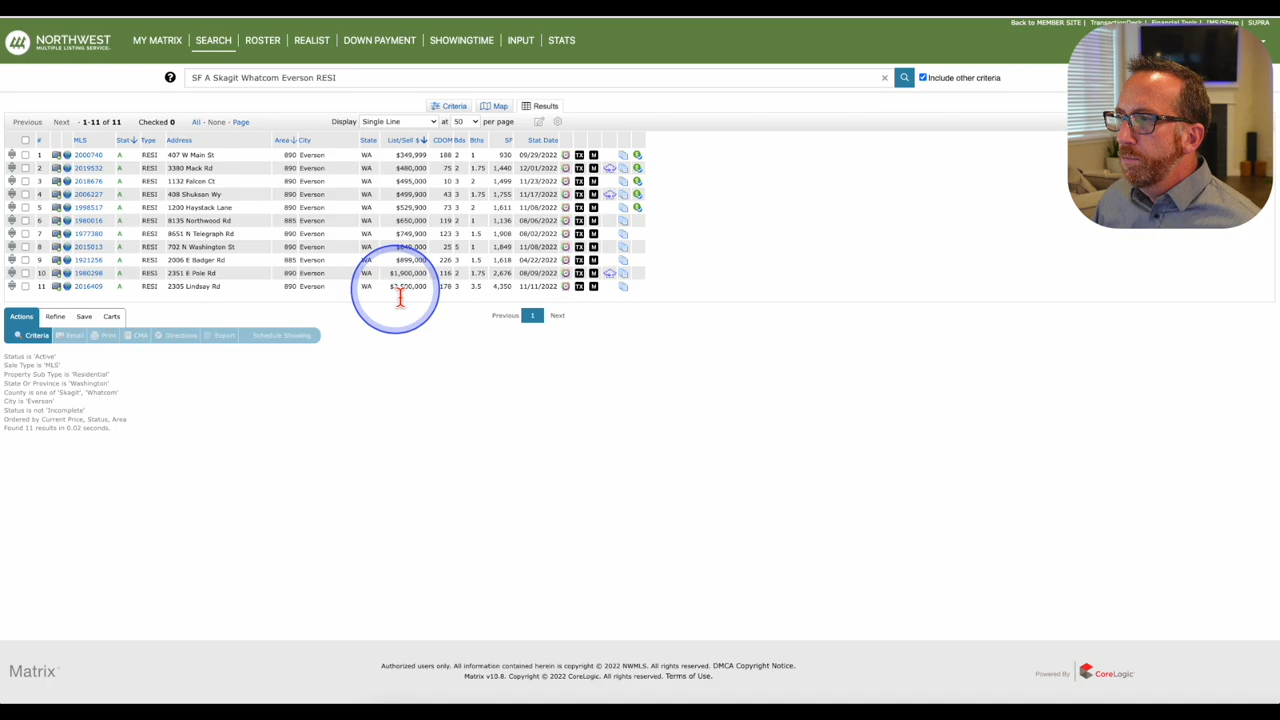 Back to MEMBER SITE | TransactionDesk | Financial Tools | IMS/Store | SUPRA
NORTHWEST
MULTIPLE LISTING SERVICE
MY MATRIX SEARCH ROSTER REALIST DOWN PAYMENT SHOWINGTIME INPUT STATS
? SF A Skagit Whatcom Everson RESI Include other criteria
Criteria Map Results
Previous Next · 1-11 of 11 Checked 0 All · None · Page Display Single Line at 50 per page
# MLS Stat Type Address Area City State List/Sell $ CDOM Bds Bths SF Stat Date
1 2000740 A RESI 407 W Main St 890 Everson WA $349,999 188 2 1 930 09/29/2022 TX M
2 2019532 A RESI 3380 Mack Rd 890 Everson WA $480,000 75 2 1.75 1,440 12/01/2022 TX M
3 2018676 A RESI 1132 Falcon Ct 890 Everson WA $495,000 10 3 2 1,499 11/23/2022 TX M
4 2006227 A RESI 408 Shuksan Wy 890 Everson WA $499,900 43 3 1.75 1,255 11/22/2022 TX M
5 1998517 A RESI 1200 Haystack Lane 890 Everson WA $529,900 73 3 2 1,611 11/08/2022 TX M
6 1980016 A RESI 8135 Northwood Rd 885 Everson WA $650,000 119 2 1 1,136 08/06/2022 TX M
7 1977380 A RESI 8651 N Telegraph Rd 890 Everson WA $749,900 123 3 1.5 1,908 08/02/2022 TX M
8 2015013 A RESI 702 N Washington St 890 Everson WA 25 5 1 1,849 11/08/2022 TX M
9 1921256 A RESI 2006 E Badger Rd 885 Everson WA $899,000 226 3 1.5 1,618 04/22/2022 TX M
10 1980298 A RESI 2351 E Pole Rd 890 Everson WA $1,900,000 116 2 1.75 2,676 08/09/2022 TX M
11 2016409 A RESI 2305 Lindsay Rd 890 Everson WA 178 3 3.5 4,350 11/11/2022 TX M
Actions Refine Save Carts Previous 1 Next
Criteria Email Print CMA Directions Export Schedule Showing
Status is 'Active'
Sale Type is 'MLS'
Property Sub Type is 'Residential'
State Or Province is 'Washington'
County is one of 'Skagit', 'Whatcom'
City is 'Everson'
Status is not 'Incomplete'
Ordered by Current Price, Status, Area
Found 11 results in 0.02 seconds.
Matrix™
Authorized users only. All information contained herein is copyright © 2022 NWMLS. All rights reserved. DMCA Copyright Notice.
Matrix v10.8. Copyright © 2022 CoreLogic. All rights reserved. Terms of Use.
Powered By CoreLogic